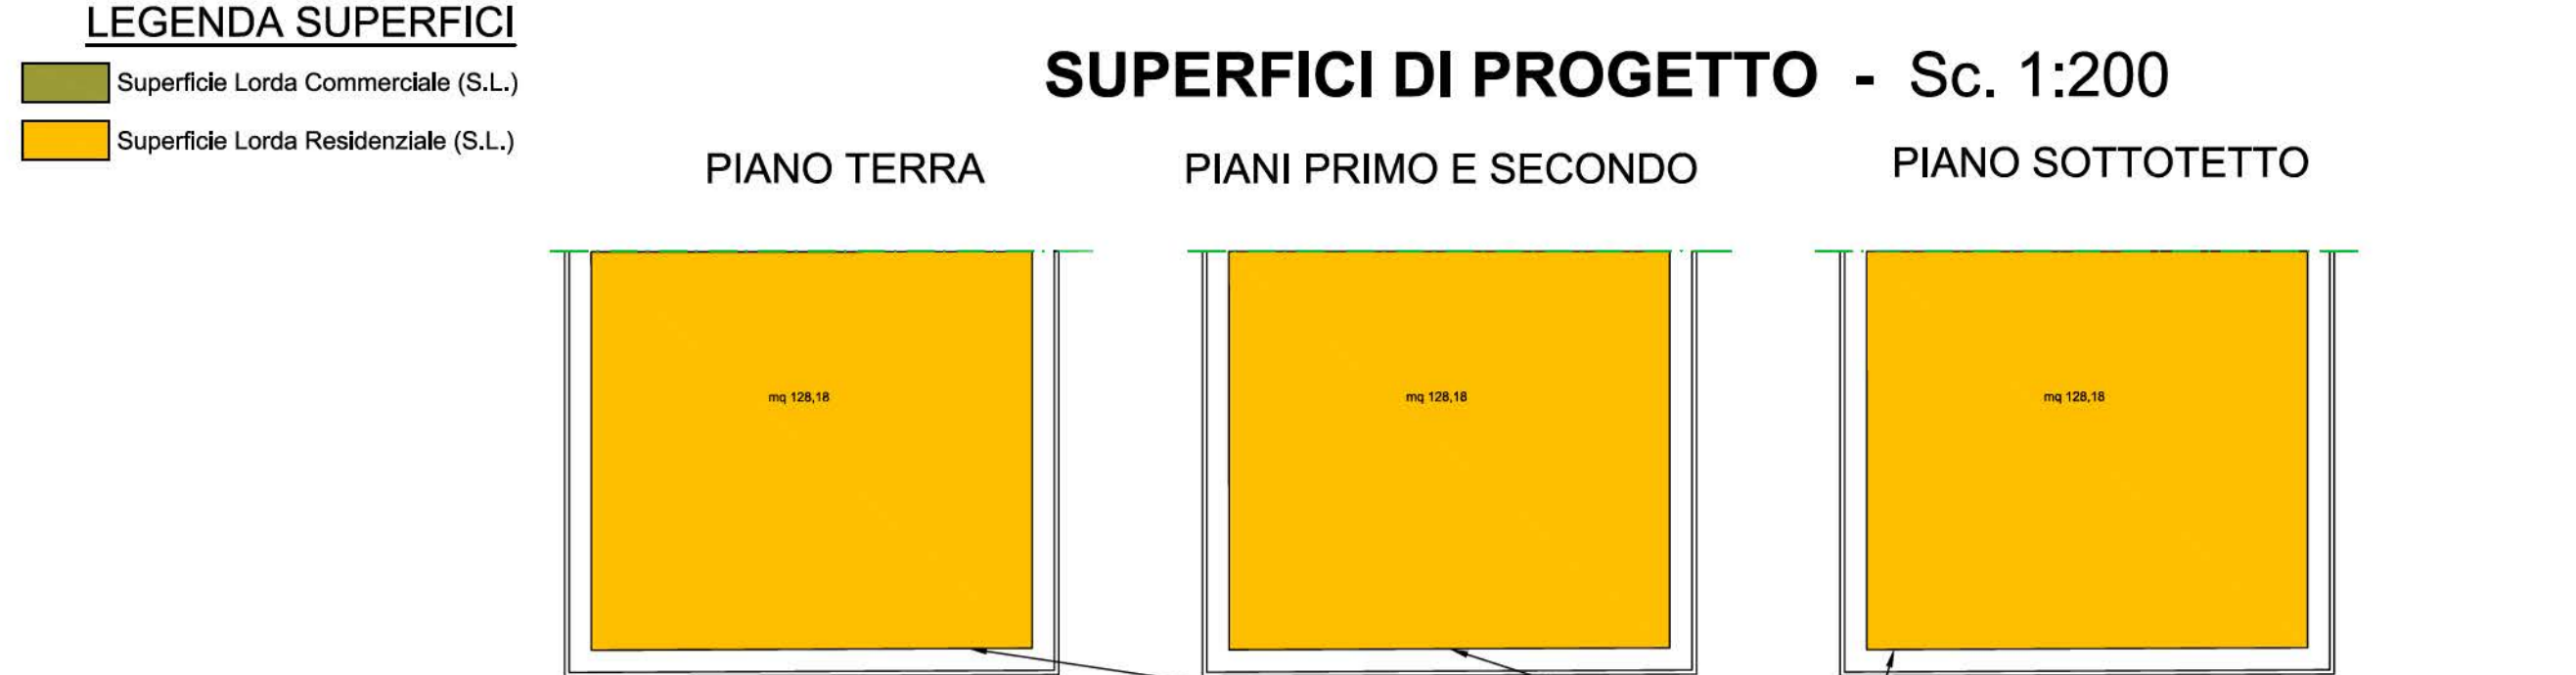 LEGENDA SUPERFICI
Superficie Lorda Commerciale (S.L.)
Superficie Lorda Residenziale (S.L.)
SUPERFICI DI PROGETTO - Sc. 1:200
PIANO TERRA
PIANI PRIMO E SECONDO
PIANO SOTTOTETTO
mq 128,18
mq 128,18
mq 128,18